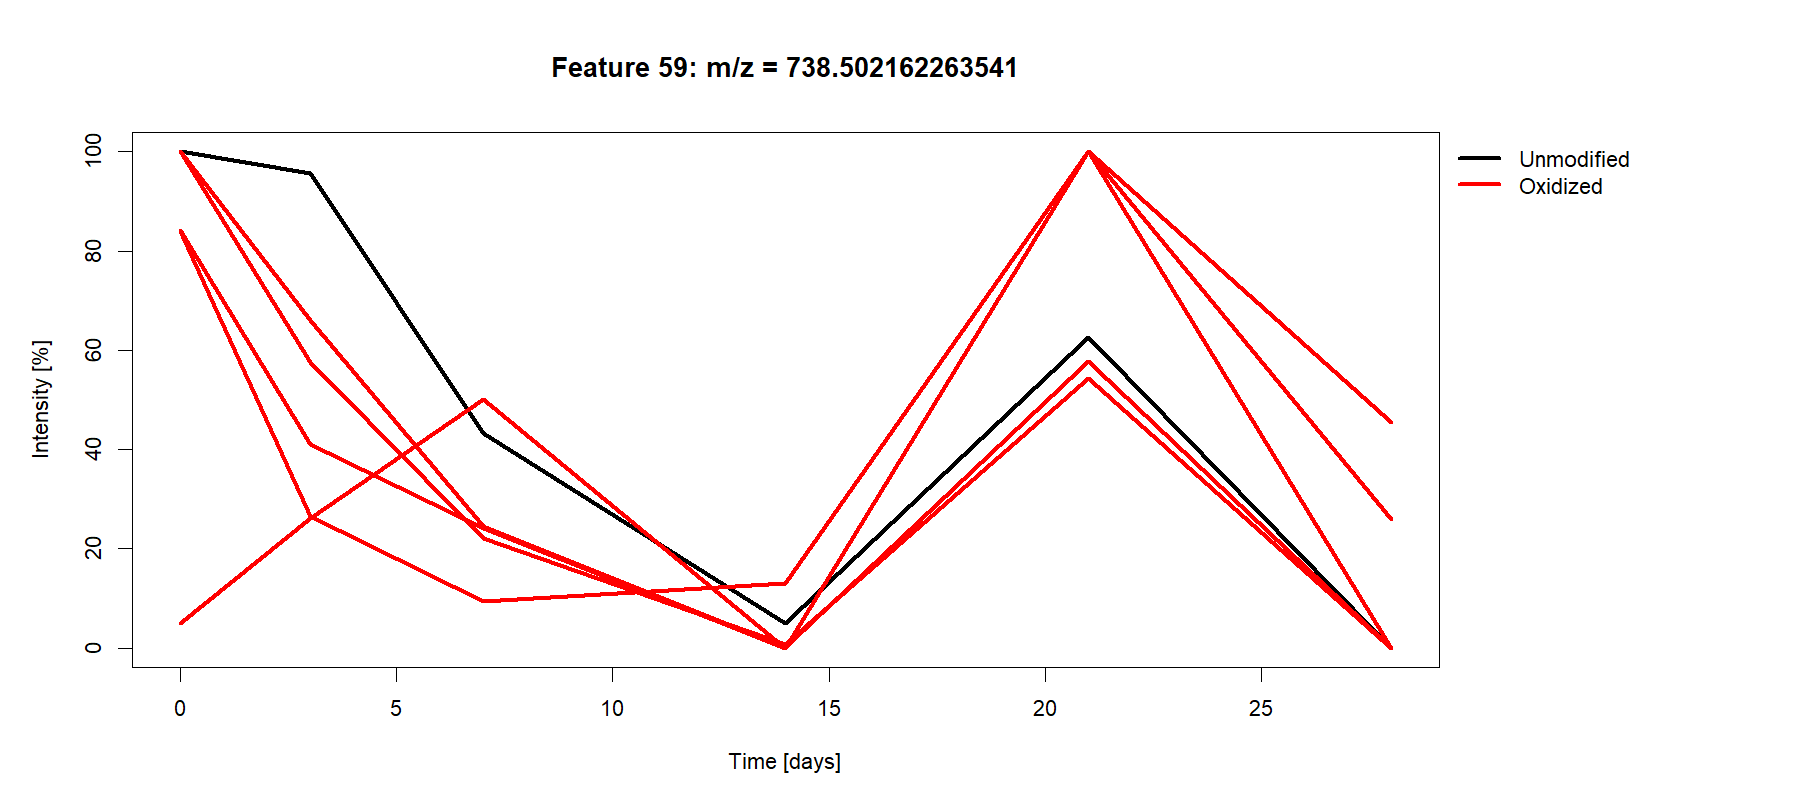 Feature 59: m/z = 738.502162263541
Unmodified
Oxidized
Intensity [%]
100
80
60
40
20
0
0 5 10 15 20 25
Time [days]